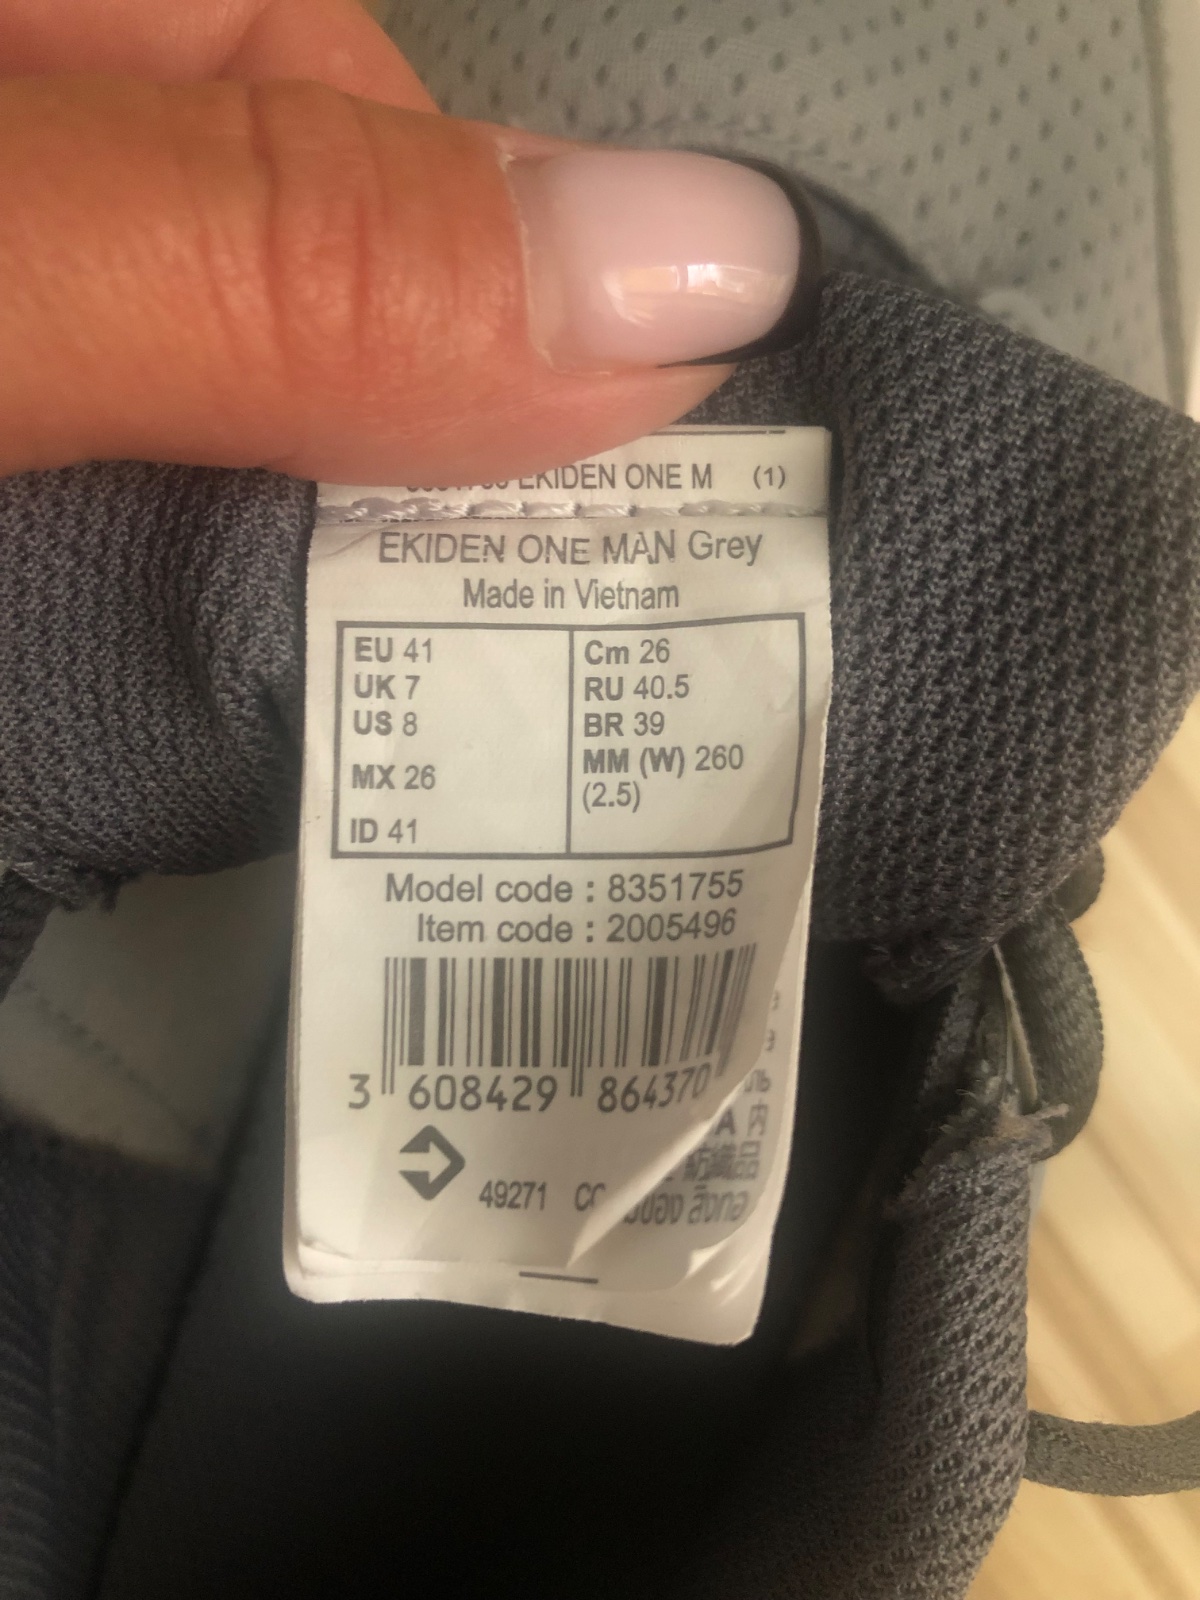 EKIDEN ONE M (1)
EKIDEN ONE MAN Grey
Made in Vietnam
EU 41
UK 7
US 8
MX 26
ID 41
Cm 26
RU 40.5
BR 39
MM (W) 260
(2.5)
Model code : 8351755
Item code : 2005496
3 608429 864370
49271